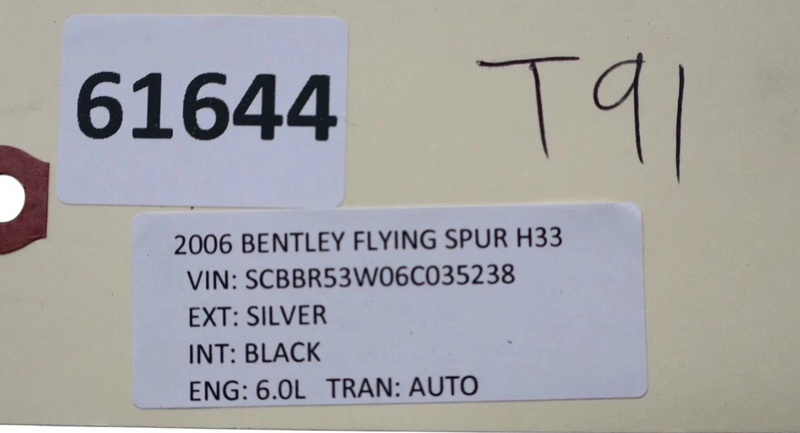 61644
T91
2006 BENTLEY FLYING SPUR H33
VIN: SCBBR53W06C035238
EXT: SILVER
INT: BLACK
ENG: 6.0L TRAN: AUTO